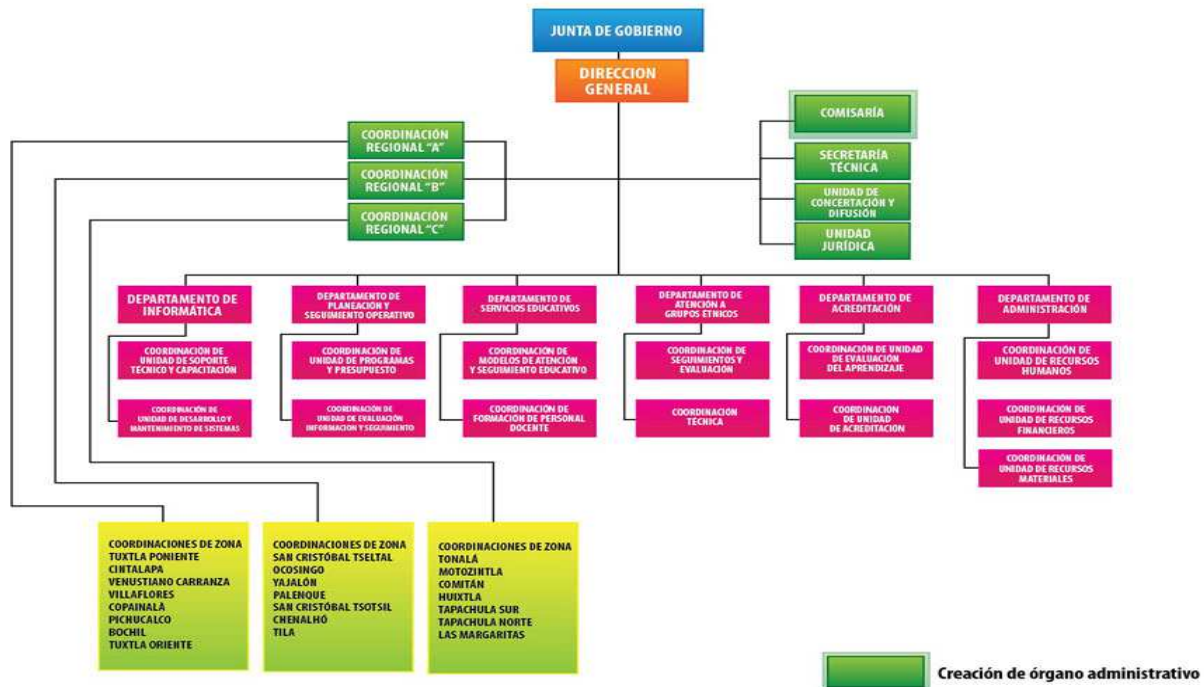 JUNTA DE GOBIERNO
DIRECCION
GENERAL
COMISARÍA
SECRETARÍA
TÉCNICA
UNIDAD DE
CONCERTACIÓN Y
DIFUSIÓN
UNIDAD
JURÍDICA
COORDINACIÓN
REGIONAL "A"
COORDINACIÓN
REGIONAL "B"
COORDINACIÓN
REGIONAL "C"
DEPARTAMENTO DE
INFORMÁTICA
COORDINACIÓN DE
UNIDAD DE SOPORTE
TÉCNICO Y CAPACITACIÓN
COORDINACIÓN DE
UNIDAD DE DESARROLLO Y
MANTENIMIENTO DE SISTEMAS
DEPARTAMENTO DE
PLANEACIÓN Y
SEGUIMIENTO OPERATIVO
COORDINACIÓN DE
UNIDAD DE PROGRAMAS
Y PRESUPUESTO
COORDINACIÓN DE
UNIDAD DE EVALUACIÓN
INFORMACION Y SEGUIMIENTO
DEPARTAMENTO DE
SERVICIOS EDUCATIVOS
COORDINACIÓN DE
MODELOS DE ATENCIÓN
Y SEGUIMIENTO EDUCATIVO
COORDINACIÓN DE
FORMACIÓN DE PERSONAL
DOCENTE
DEPARTAMENTO DE
ATENCIÓN A
GRUPOS ÉTNICOS
COORDINACIÓN DE
SEGUIMIENTOS Y
EVALUACIÓN
COORDINACIÓN
TÉCNICA
DEPARTAMENTO DE
ACREDITACIÓN
COORDINACIÓN DE UNIDAD
DE EVALUACIÓN
DEL APRENDIZAJE
COORDINACIÓN
DE UNIDAD
DE ACREDITACIÓN
DEPARTAMENTO DE
ADMINISTRACIÓN
COORDINACIÓN DE
UNIDAD DE RECURSOS
HUMANOS
COORDINACIÓN DE
UNIDAD DE RECURSOS
FINANCIEROS
COORDINACIÓN DE
UNIDAD DE RECURSOS
MATERIALES
COORDINACIONES DE ZONA
TUXTLA PONIENTE
CINTALAPA
VENUSTIANO CARRANZA
VILLAFLORES
COPAINALÁ
PICHUCALCO
BOCHIL
TUXTLA ORIENTE
COORDINACIONES DE ZONA
SAN CRISTÓBAL TSELTAL
OCOSINGO
YAJALÓN
PALENQUE
SAN CRISTÓBAL TSOTSIL
CHENALHÓ
TILA
COORDINACIONES DE ZONA
TONALÁ
MOTOZINTLA
COMITÁN
HUIXTLA
TAPACHULA SUR
TAPACHULA NORTE
LAS MARGARITAS
Creación de órgano administrativo